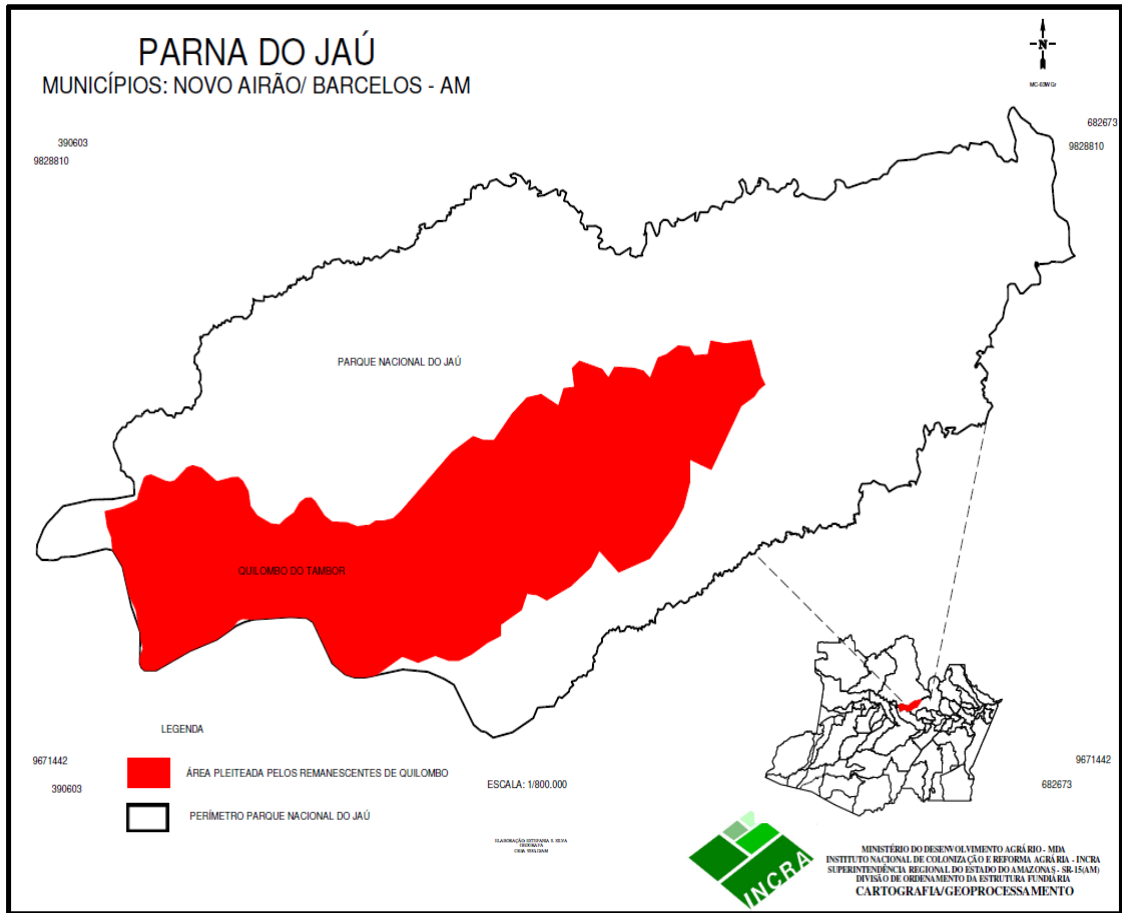 PARNA DO JAÚ
MUNICÍPIOS: NOVO AIRÃO/ BARCELOS - AM
N
390603
9828810
682673
9828810
PARQUE NACIONAL DO JAÚ
QUILOMBO DO TAMBOR
LEGENDA
ÁREA PLEITEADA PELOS REMANESCENTES DE QUILOMBO
PERÍMETRO PARQUE NACIONAL DO JAÚ
9671442
390603
ESCALA: 1/800.000
9671442
682673
INCRA
MINISTÉRIO DO DESENVOLVIMENTO AGRÁRIO - MDA
INSTITUTO NACIONAL DE COLONIZAÇÃO E REFORMA AGRÁRIA - INCRA
SUPERINTENDÊNCIA REGIONAL DO ESTADO DO AMAZONAS - SR-15(AM)
DIVISÃO DE ORDENAMENTO DA ESTRUTURA FUNDIÁRIA
CARTOGRAFIA/GEOPROCESSAMENTO